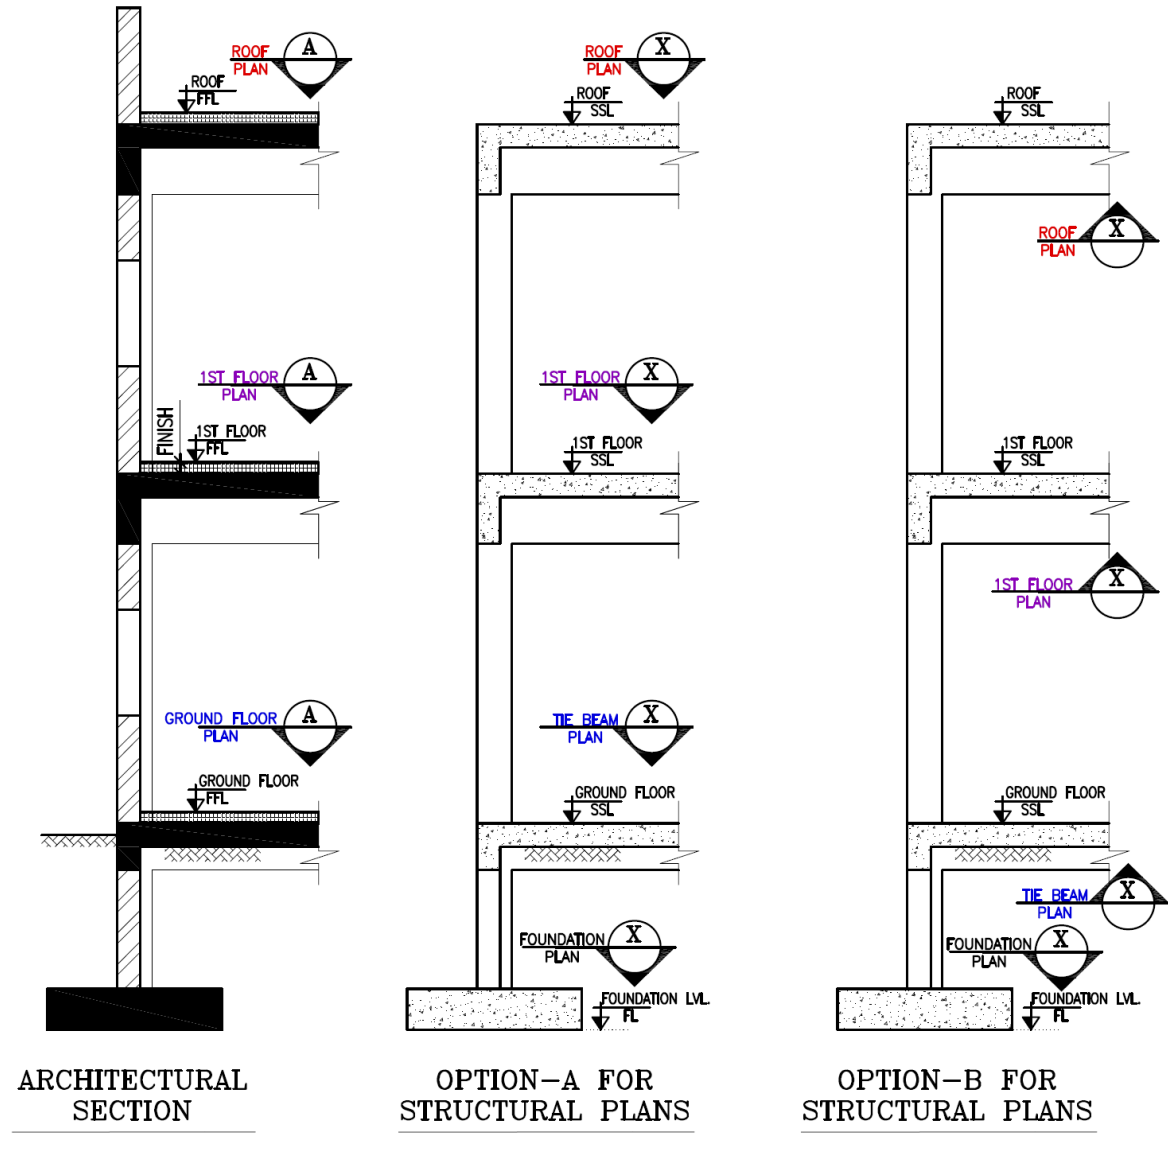 A
ROOF
PLAN
ROOF
FFL
A
1ST FLOOR
PLAN
FINISH
1ST FLOOR
FFL
A
GROUND FLOOR
PLAN
GROUND FLOOR
FFL
ARCHITECTURAL
SECTION
X
ROOF
PLAN
ROOF
SSL
X
1ST FLOOR
PLAN
1ST FLOOR
SSL
X
TIE BEAM
PLAN
GROUND FLOOR
SSL
X
FOUNDATION
PLAN
FOUNDATION LVL.
FL
OPTION-A FOR
STRUCTURAL PLANS
ROOF
SSL
X
ROOF
PLAN
1ST FLOOR
SSL
X
1ST FLOOR
PLAN
GROUND FLOOR
SSL
X
TIE BEAM
PLAN
X
FOUNDATION
PLAN
FOUNDATION LVL.
FL
OPTION-B FOR
STRUCTURAL PLANS